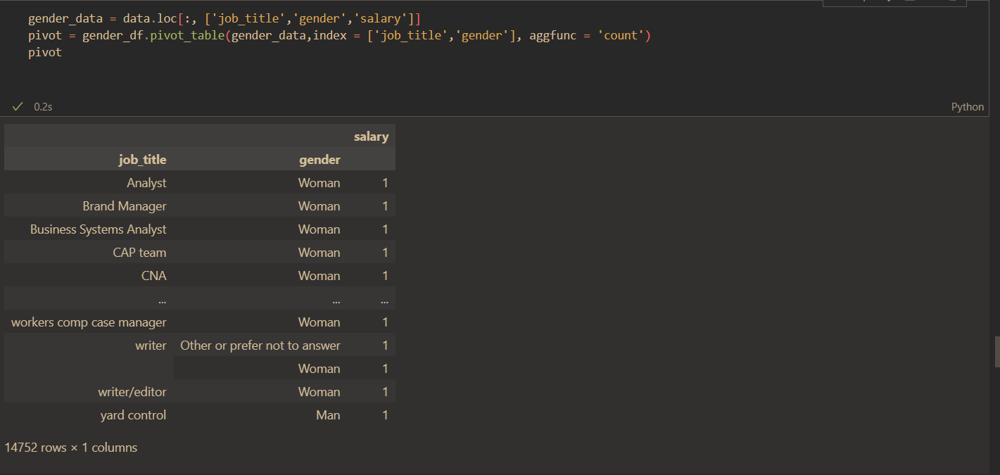 gender_data = data.loc[:, ['job_title','gender','salary']]
pivot = gender_df.pivot_table(gender_data,index = ['job_title','gender'], aggfunc = 'count')
pivot
0.2s
Python
salary
job_title gender
Analyst Woman 1
Brand Manager Woman 1
Business Systems Analyst Woman 1
CAP team Woman 1
CNA Woman 1
... ... ...
workers comp case manager Woman 1
writer Other or prefer not to answer 1
Woman 1
writer/editor Woman 1
yard control Man 1
14752 rows × 1 columns